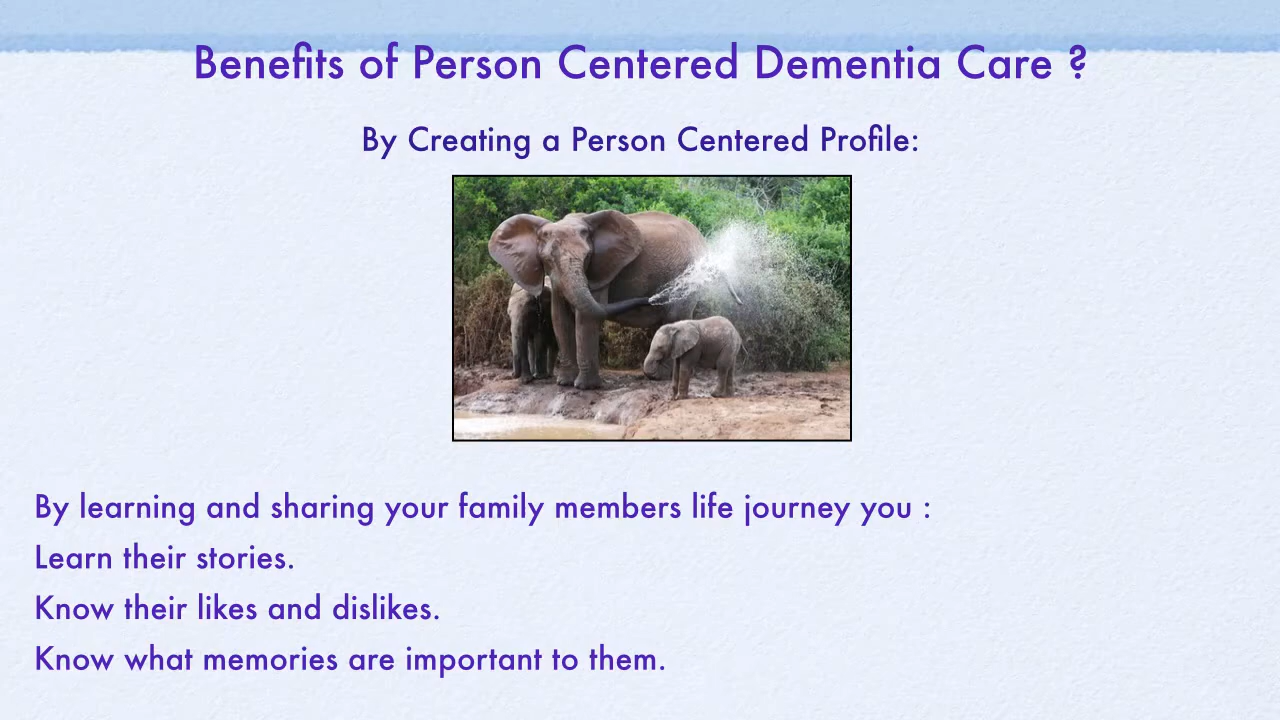 Benefits of Person Centered Dementia Care ?
By Creating a Person Centered Profile:
By learning and sharing your family members life journey you :
Learn their stories.
Know their likes and dislikes.
Know what memories are important to them.